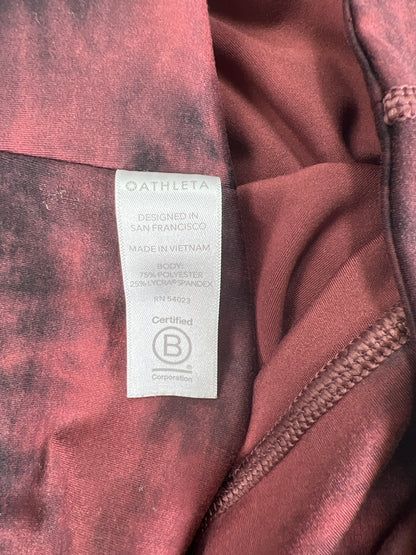 ATHLETA
DESIGNED IN
SAN FRANCISCO
MADE IN VIETNAM
BODY:
75% POLYESTER
25% LYCRA® SPANDEX
RN 54023
Certified
B
Corporation